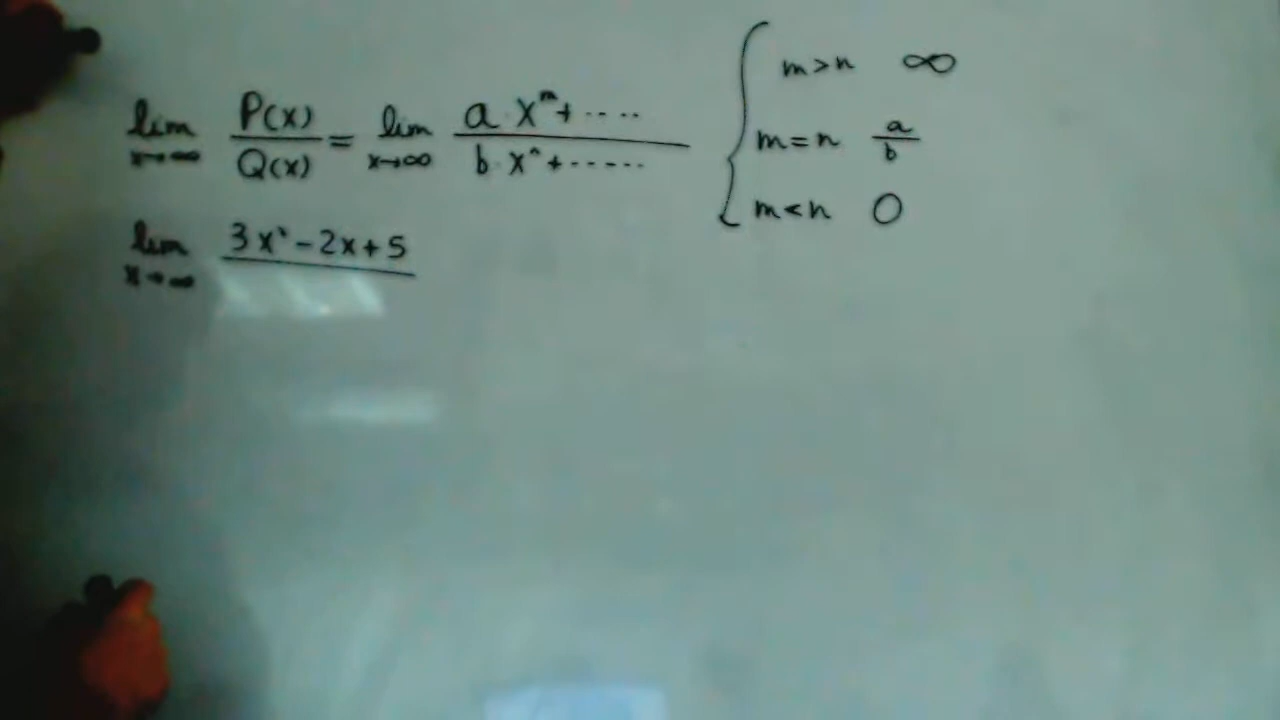 lim x→∞ P(x)/Q(x) = lim x→∞ (a·x^m + ....)/(b·x^n + ......) { m>n ∞
m=n a/b
m<n 0
lim x→∞ 3x² - 2x + 5